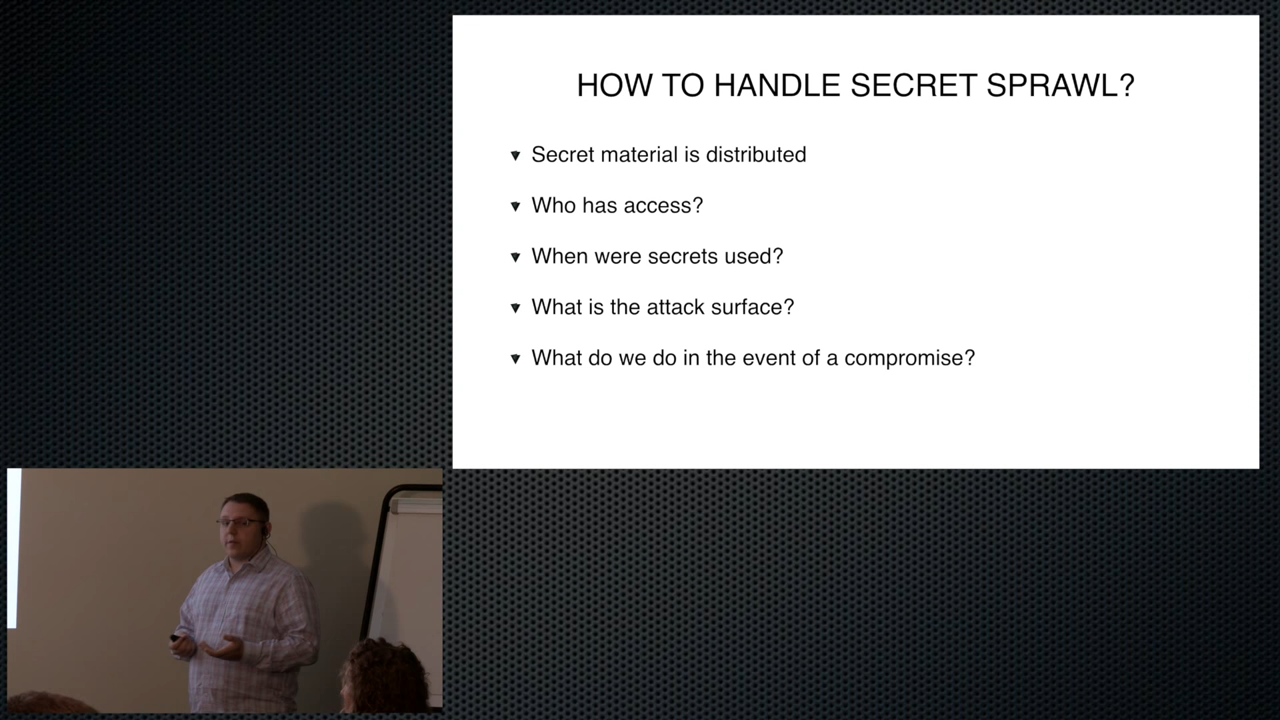 HOW TO HANDLE SECRET SPRAWL?
Secret material is distributed
Who has access?
When were secrets used?
What is the attack surface?
What do we do in the event of a compromise?